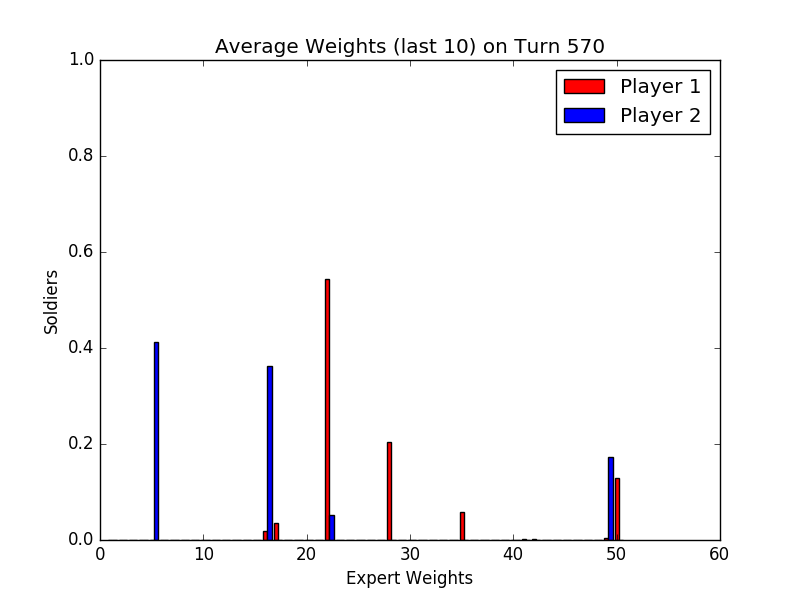 Average Weights (last 10) on Turn 570
1.0
0.8
0.6
0.4
0.2
0.0
Soldiers
Player 1
Player 2
0 10 20 30 40 50 60
Expert Weights